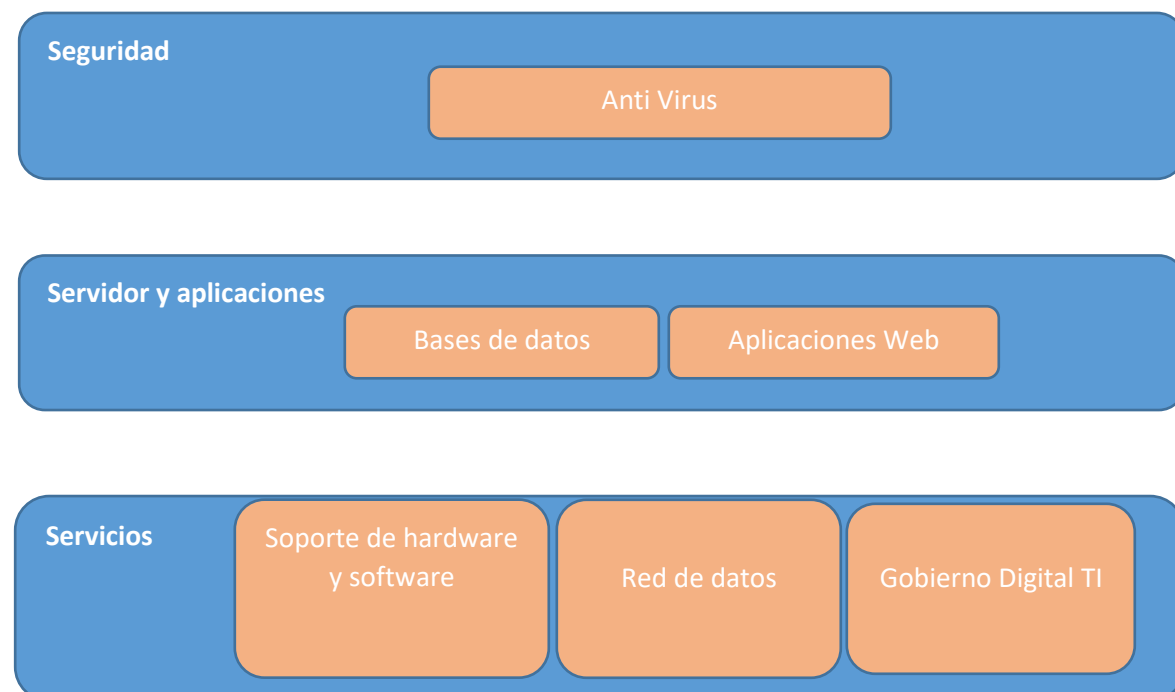 Seguridad
Anti Virus
Servidor y aplicaciones
Bases de datos
Aplicaciones Web
Servicios
Soporte de hardware
y software
Red de datos
Gobierno Digital TI